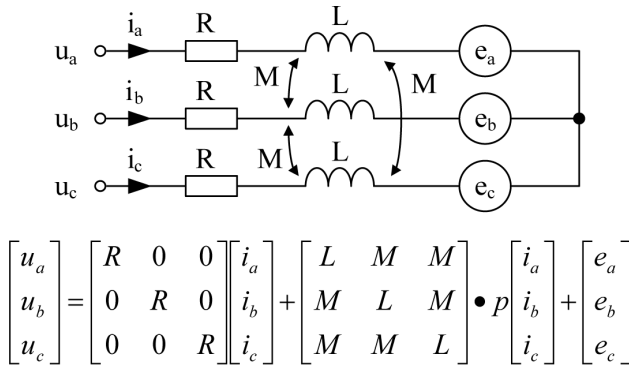 i_a R L
u_a e_a
M M
i_b R L
u_b e_b
M
i_c R L
u_c e_c
[u_a] [R 0 0] [i_a] [L M M] [i_a] [e_a]
[u_b] = [0 R 0] [i_b] + [M L M] • p [i_b] + [e_b]
[u_c] [0 0 R] [i_c] [M M L] [i_c] [e_c]